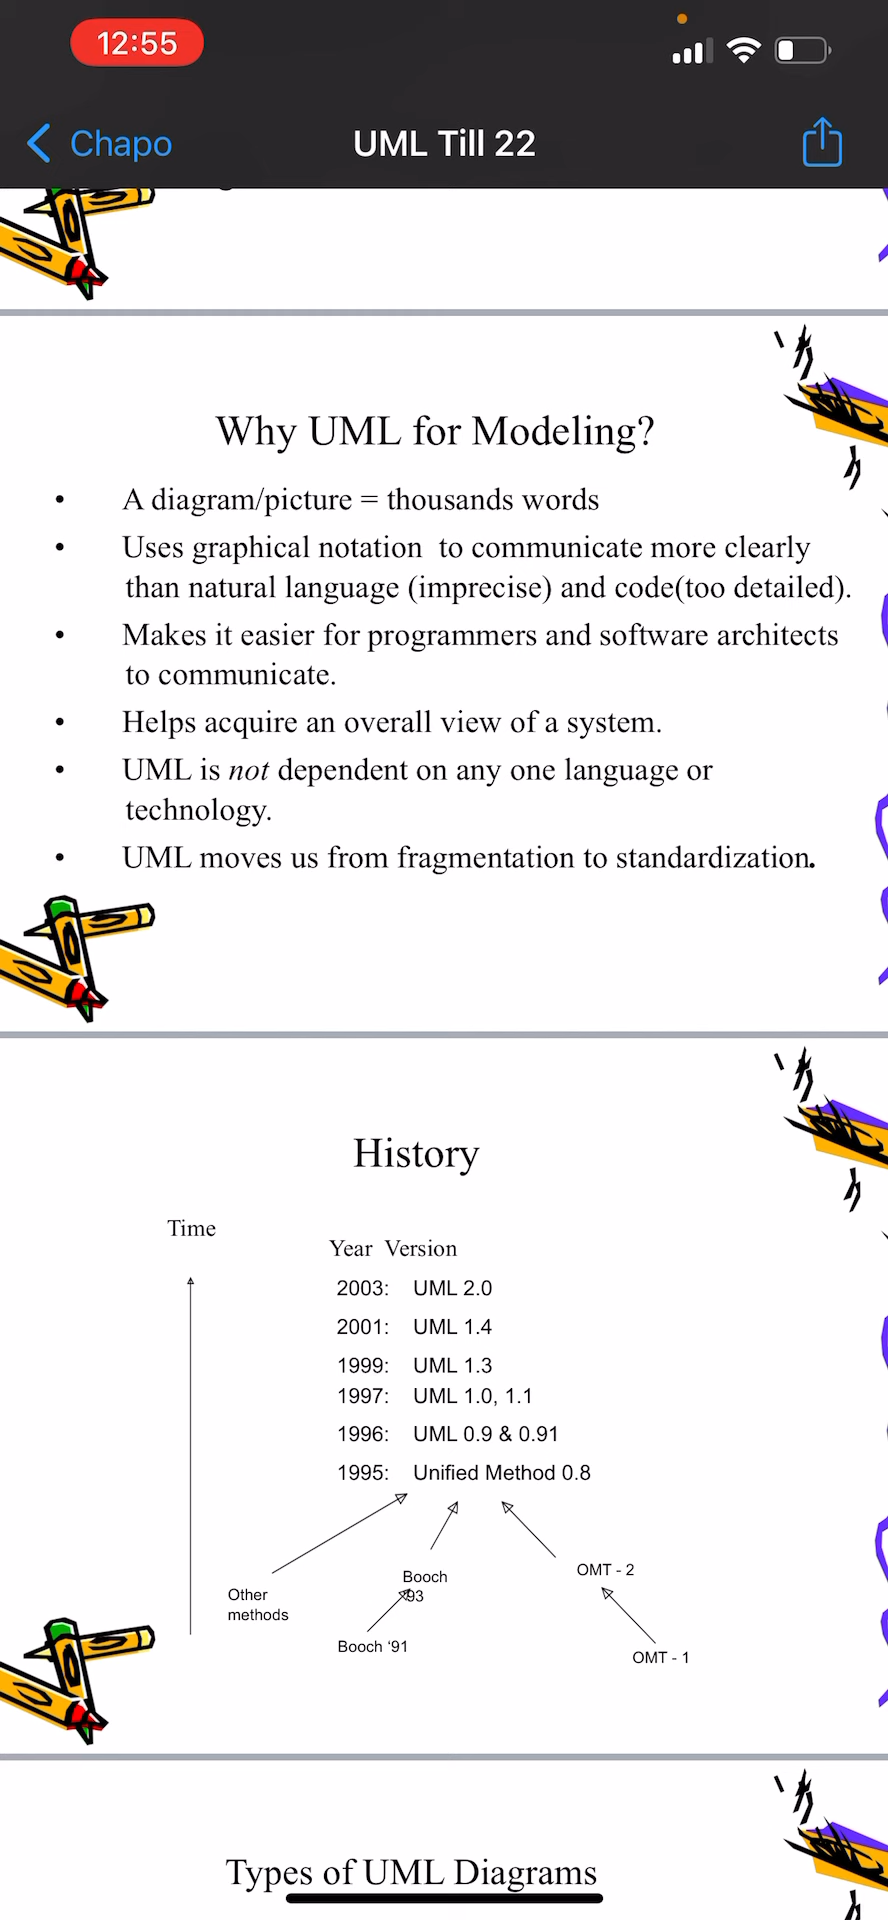 12:55
Chapo
UML Till 22
Why UML for Modeling?
• A diagram/picture = thousands words
• Uses graphical notation to communicate more clearly
than natural language (imprecise) and code(too detailed).
• Makes it easier for programmers and software architects
to communicate.
• Helps acquire an overall view of a system.
• UML is not dependent on any one language or
technology.
• UML moves us from fragmentation to standardization.
History
Time
Year Version
2003: UML 2.0
2001: UML 1.4
1999: UML 1.3
1997: UML 1.0, 1.1
1996: UML 0.9 & 0.91
1995: Unified Method 0.8
Other
methods
Booch
'93
OMT - 2
Booch ‘91
OMT - 1
Types of UML Diagrams